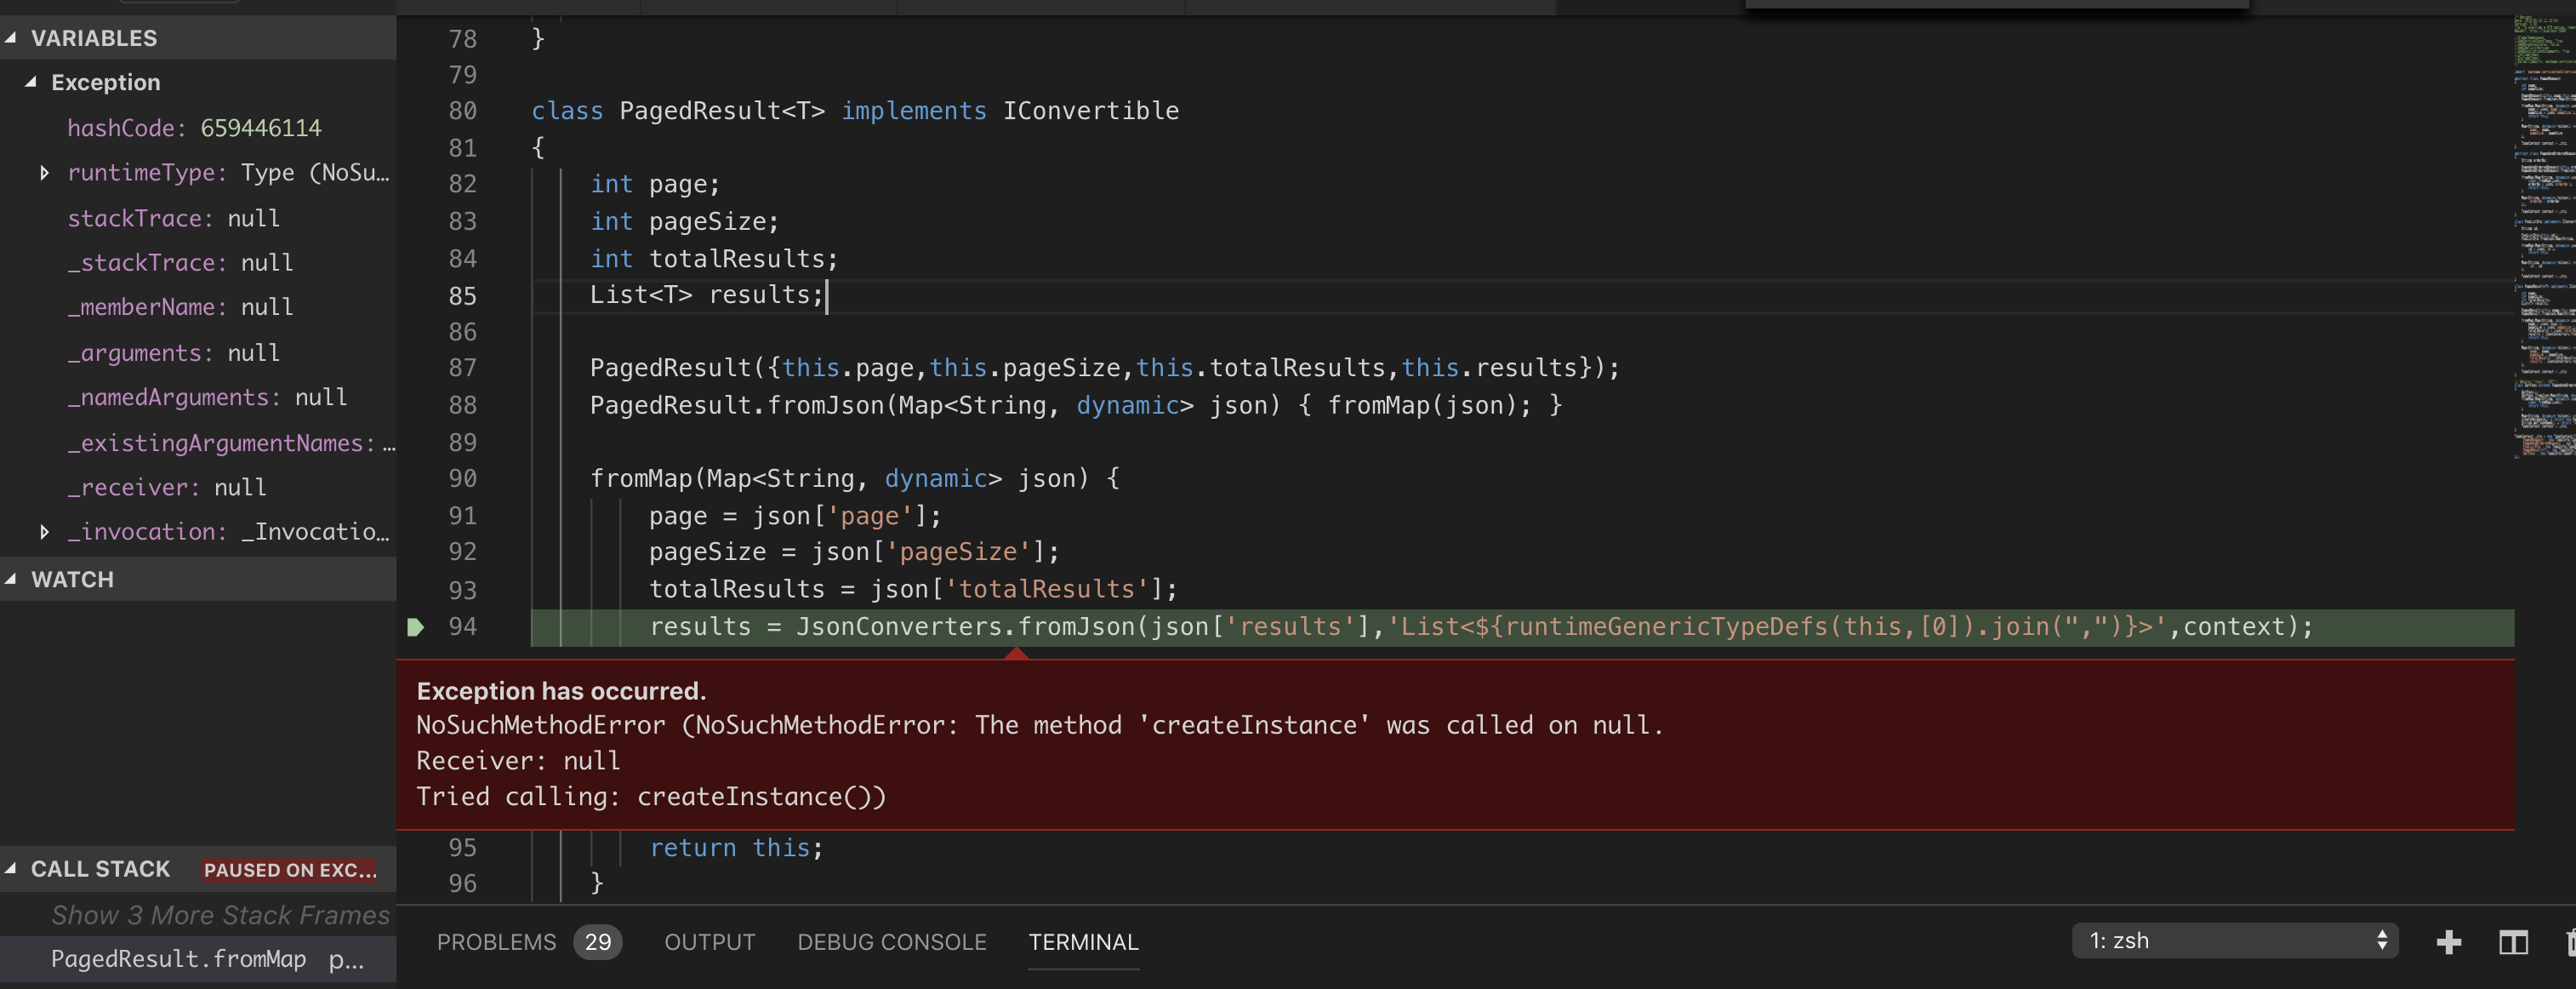 VARIABLES
Exception
hashCode: 659446114
runtimeType: Type (NoSu…
stackTrace: null
_stackTrace: null
_memberName: null
_arguments: null
_namedArguments: null
_existingArgumentNames: …
_receiver: null
_invocation: _Invocatio…
WATCH
CALL STACK PAUSED ON EXC…
Show 3 More Stack Frames
PagedResult.fromMap p…
78 }
79
80 class PagedResult<T> implements IConvertible
81 {
82 int page;
83 int pageSize;
84 int totalResults;
85 List<T> results;
86
87 PagedResult({this.page,this.pageSize,this.totalResults,this.results});
88 PagedResult.fromJson(Map<String, dynamic> json) { fromMap(json); }
89
90 fromMap(Map<String, dynamic> json) {
91 page = json['page'];
92 pageSize = json['pageSize'];
93 totalResults = json['totalResults'];
94 results = JsonConverters.fromJson(json['results'],'List<${runtimeGenericTypeDefs(this,[0]).join(",")}>',context);
Exception has occurred.
NoSuchMethodError (NoSuchMethodError: The method 'createInstance' was called on null.
Receiver: null
Tried calling: createInstance())
95 return this;
96 }
PROBLEMS 29 OUTPUT DEBUG CONSOLE TERMINAL 1: zsh